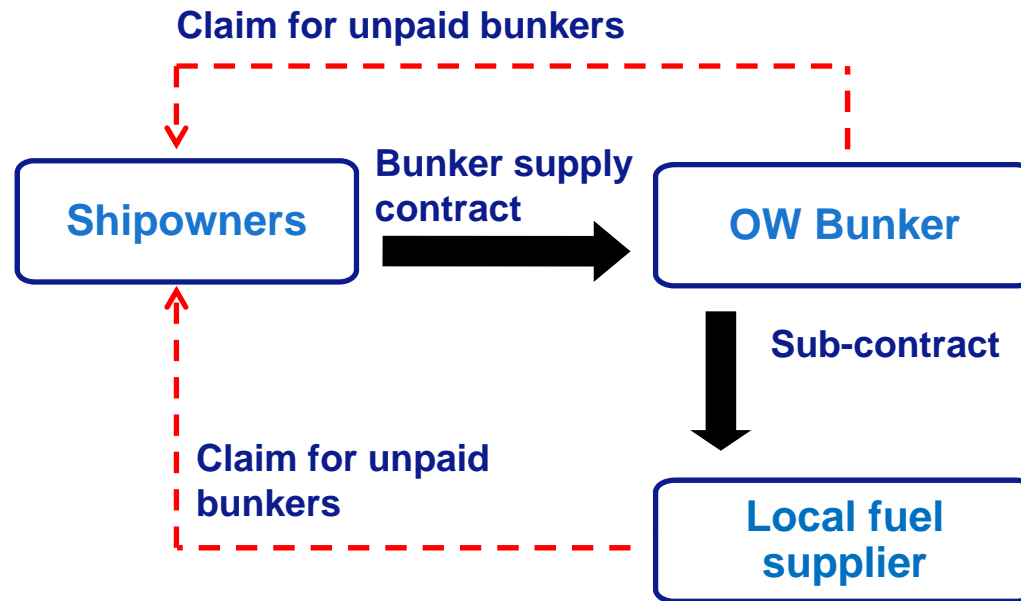 Claim for unpaid bunkers
Bunker supply
contract
Shipowners
OW Bunker
Sub-contract
Claim for unpaid
bunkers
Local fuel
supplier